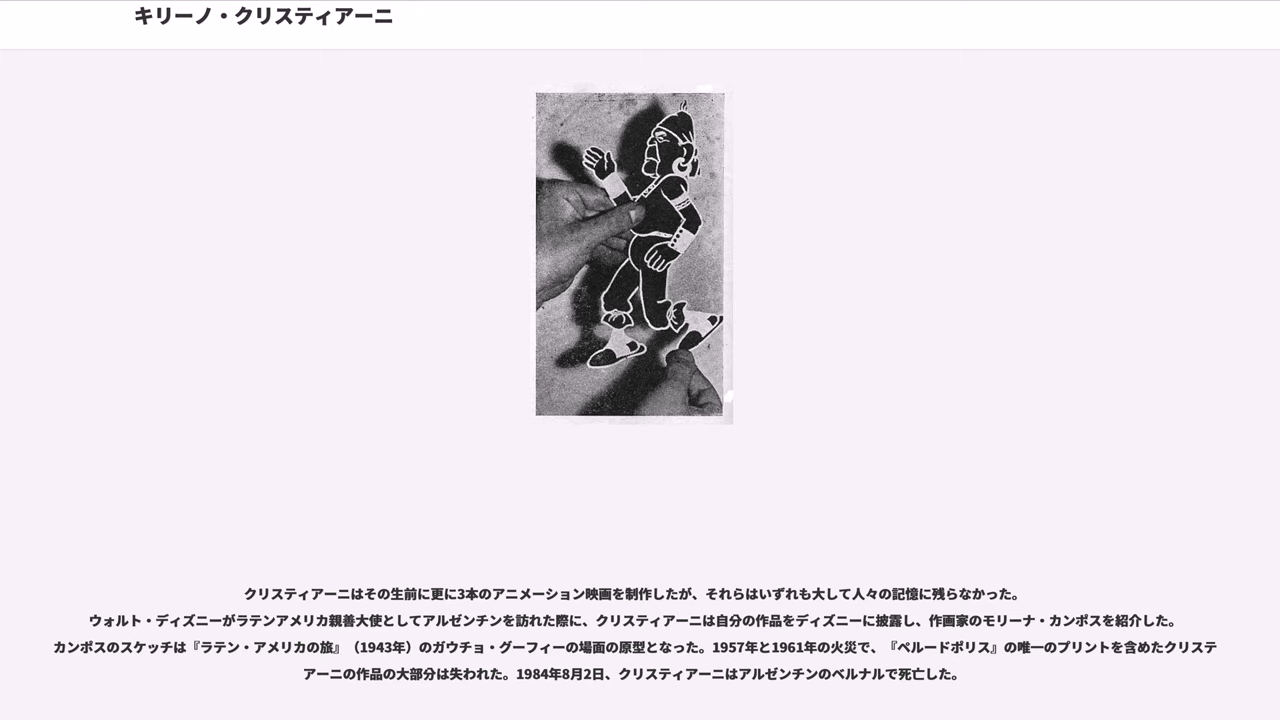 キリーノ・クリスティアーニ
クリスティアーニはその生前に更に3本のアニメーション映画を制作したが、それらはいずれも大して人々の記憶に残らなかった。
ウォルト・ディズニーがラテンアメリカ親善大使としてアルゼンチンを訪れた際に、クリスティアーニは自分の作品をディズニーに披露し、作画家のモリーナ・カンポスを紹介した。
カンポスのスケッチは『ラテン・アメリカの旅』（1943年）のガウチョ・グーフィーの場面の原型となった。1957年と1961年の火災で、『ペルードポリス』の唯一のプリントを含めたクリステ
ィアーニの作品の大部分は失われた。1984年8月2日、クリスティアーニはアルゼンチンのベルナルで死亡した。